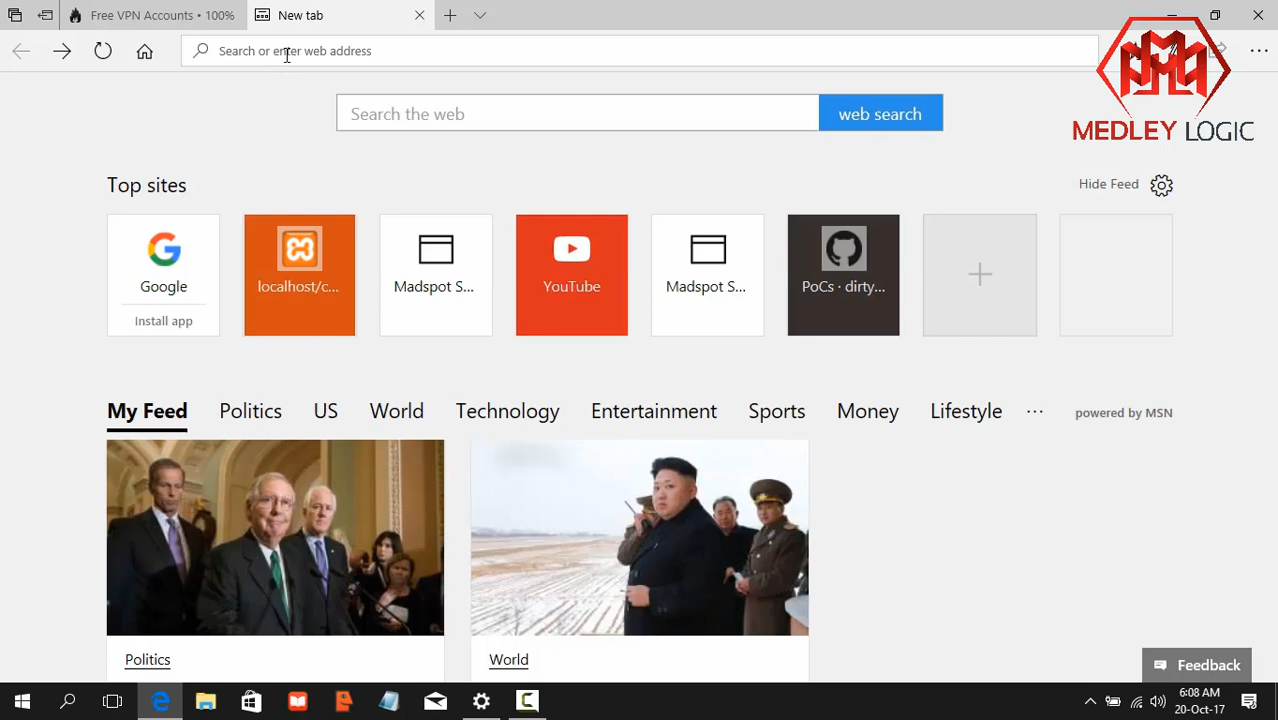 Free VPN Accounts • 100%
New tab
Search or enter web address
MEDLEY LOGIC
Search the web
web search
Top sites
Hide Feed
Google
Install app
localhost/c...
Madspot S...
YouTube
Madspot S...
PoCs · dirty...
My Feed
Politics
US
World
Technology
Entertainment
Sports
Money
Lifestyle
...
powered by MSN
Politics
World
Feedback
6:08 AM
20-Oct-17